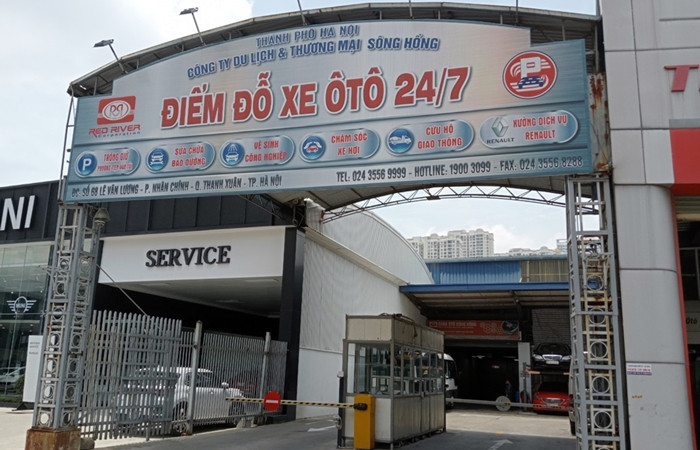 THÀNH PHỐ HÀ NỘI
CÔNG TY DU LỊCH & THƯƠNG MẠI SÔNG HỒNG
ĐIỂM ĐỖ XE ÔTÔ 24/7
RED RIVER
P
P
TRÔNG GIỮ
SỬA CHỮA
BẢO DƯỠNG
VỆ SINH
CÔNG NGHIỆP
CHĂM SÓC
XE HƠI
CỨU HỘ
GIAO THÔNG
RENAULT
XƯỞNG DỊCH VỤ
RENAULT
ĐC: SỐ 69 LÊ VĂN LƯƠNG - P. NHÂN CHÍNH - Q. THANH XUÂN - TP. HÀ NỘI
TEL: 024 3556 9999 - HOTLINE: 1900 3099 - FAX: 024 3556 8288
NI
SERVICE
MINI
T